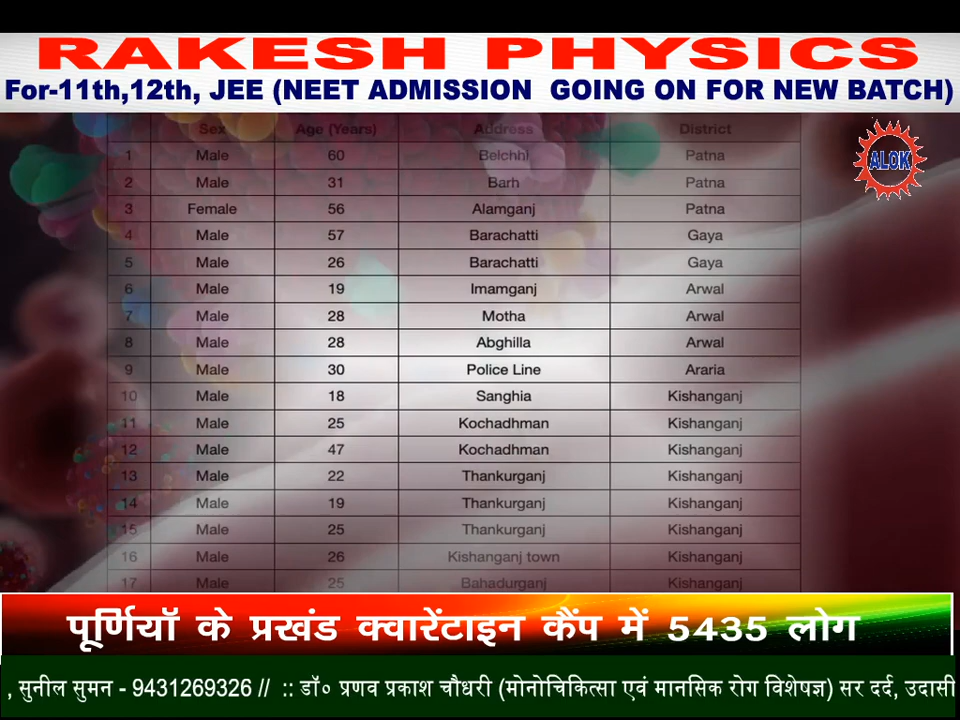 RAKESH PHYSICS
For-11th,12th, JEE (NEET ADMISSION GOING ON FOR NEW BATCH)
Sex Age (Years) Address District
1 Male 60 Belchhi Patna
2 Male 31 Barh Patna
3 Female 56 Alamganj Patna
4 Male 57 Barachatti Gaya
5 Male 26 Barachatti Gaya
6 Male 19 Imamganj Arwal
7 Male 28 Motha Arwal
8 Male 28 Abghilla Arwal
9 Male 30 Police Line Araria
10 Male 18 Sanghia Kishanganj
11 Male 25 Kochadhman Kishanganj
12 Male 47 Kochadhman Kishanganj
13 Male 22 Thankurganj Kishanganj
14 Male 19 Thankurganj Kishanganj
15 Male 25 Thankurganj Kishanganj
16 Male 26 Kishanganj town Kishanganj
17 Male 25 Bahadurganj Kishanganj
ALOK
पूर्णियॉ के प्रखंड क्वारेंटाइन कैंप में 5435 लोग
, सुनील सुमन - 9431269326 // :: डॉ० प्रणव प्रकाश चौधरी (मोनोचिकित्सा एवं मानसिक रोग विशेषज्ञ) सर दर्द, उदासी